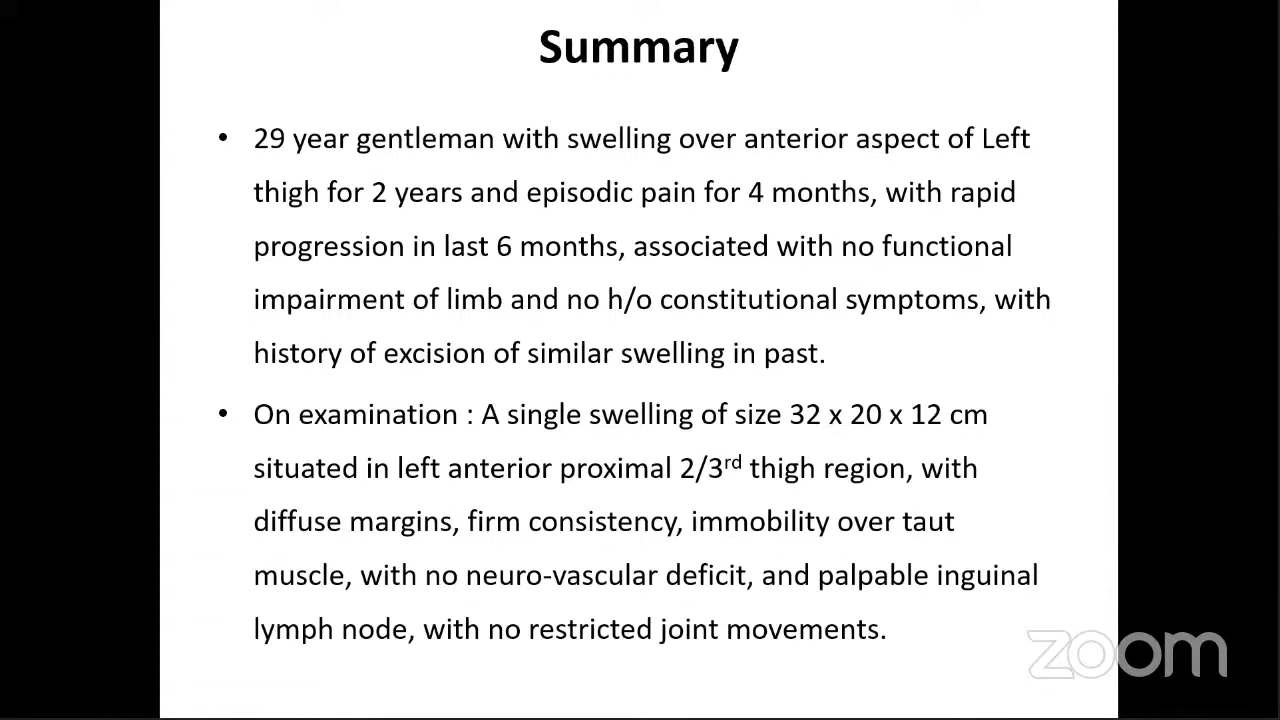 Summary
• 29 year gentleman with swelling over anterior aspect of Left
thigh for 2 years and episodic pain for 4 months, with rapid
progression in last 6 months, associated with no functional
impairment of limb and no h/o constitutional symptoms, with
history of excision of similar swelling in past.
• On examination : A single swelling of size 32 x 20 x 12 cm
situated in left anterior proximal 2/3rd thigh region, with
diffuse margins, firm consistency, immobility over taut
muscle, with no neuro-vascular deficit, and palpable inguinal
lymph node, with no restricted joint movements.
zoom